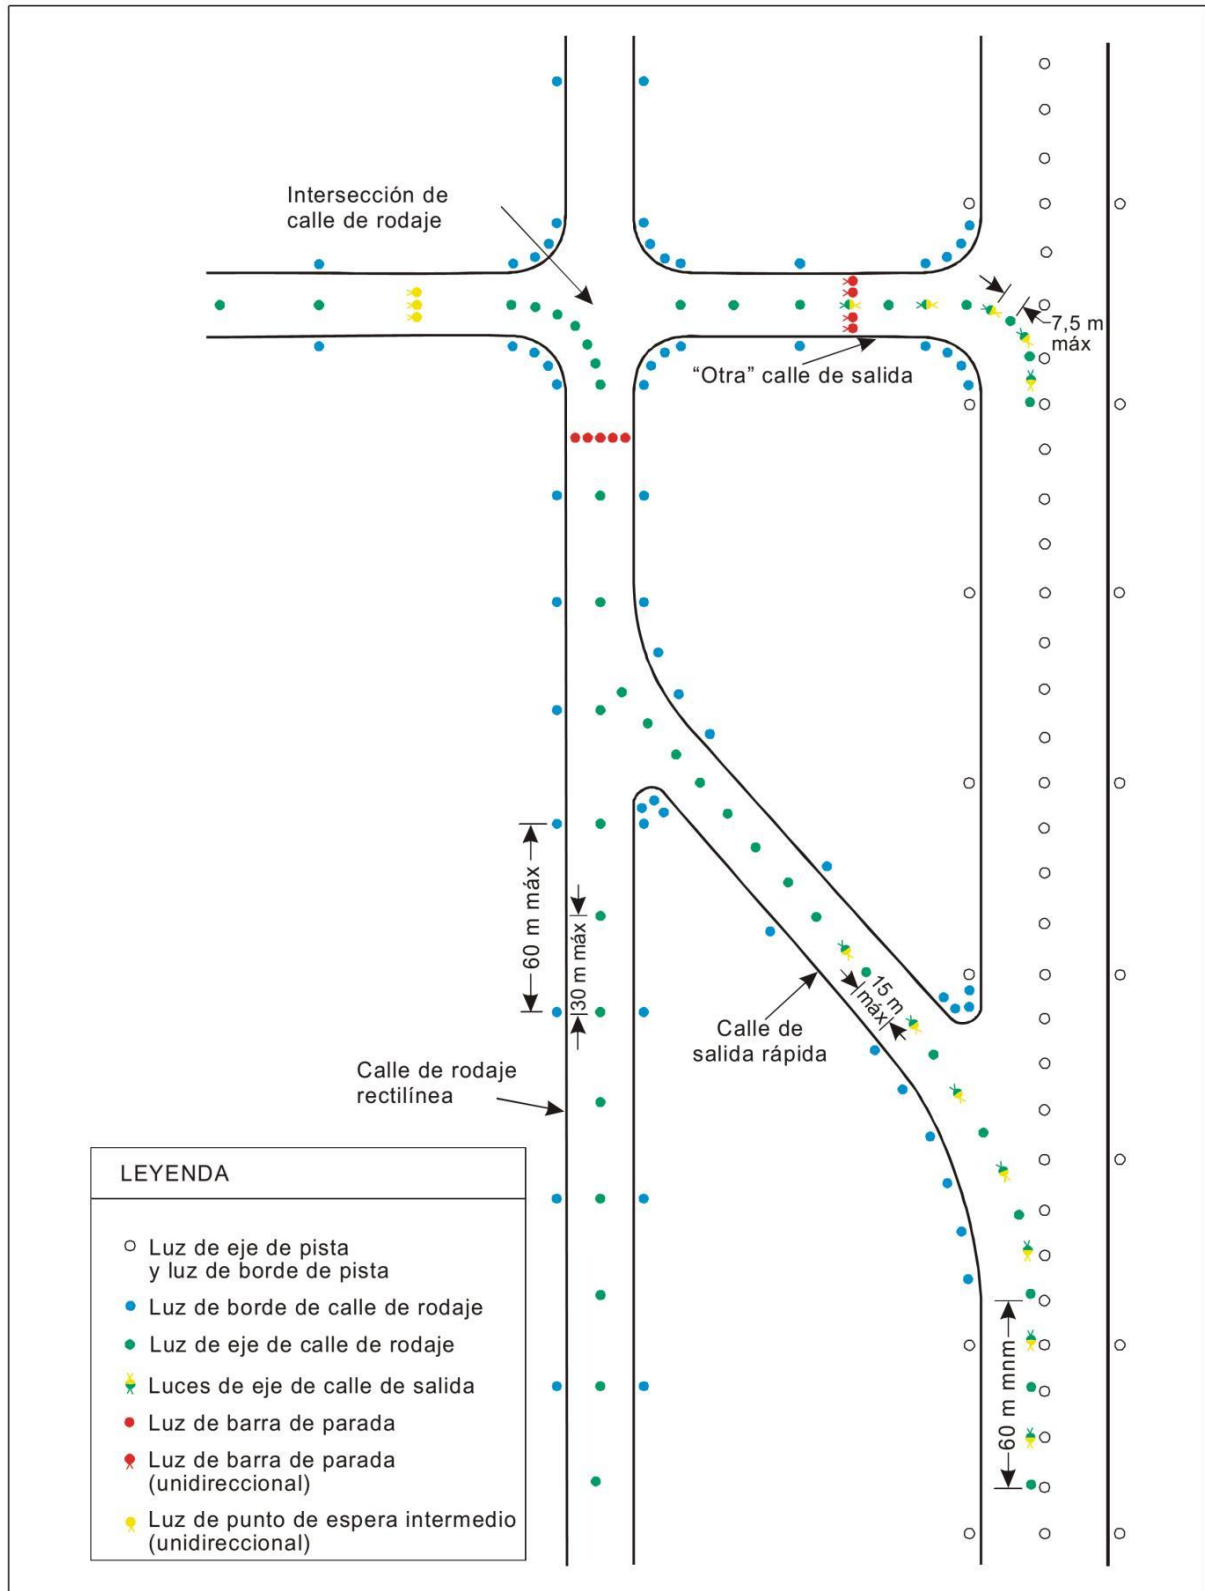 Intersección de
calle de rodaje
7,5 m
máx
“Otra” calle de salida
60 m máx
30 m máx
15 m
máx
Calle de
salida rápida
Calle de rodaje
rectilínea
60 m mnm
LEYENDA
Luz de eje de pista
y luz de borde de pista
Luz de borde de calle de rodaje
Luz de eje de calle de rodaje
Luces de eje de calle de salida
Luz de barra de parada
Luz de barra de parada
(unidireccional)
Luz de punto de espera intermedio
(unidireccional)